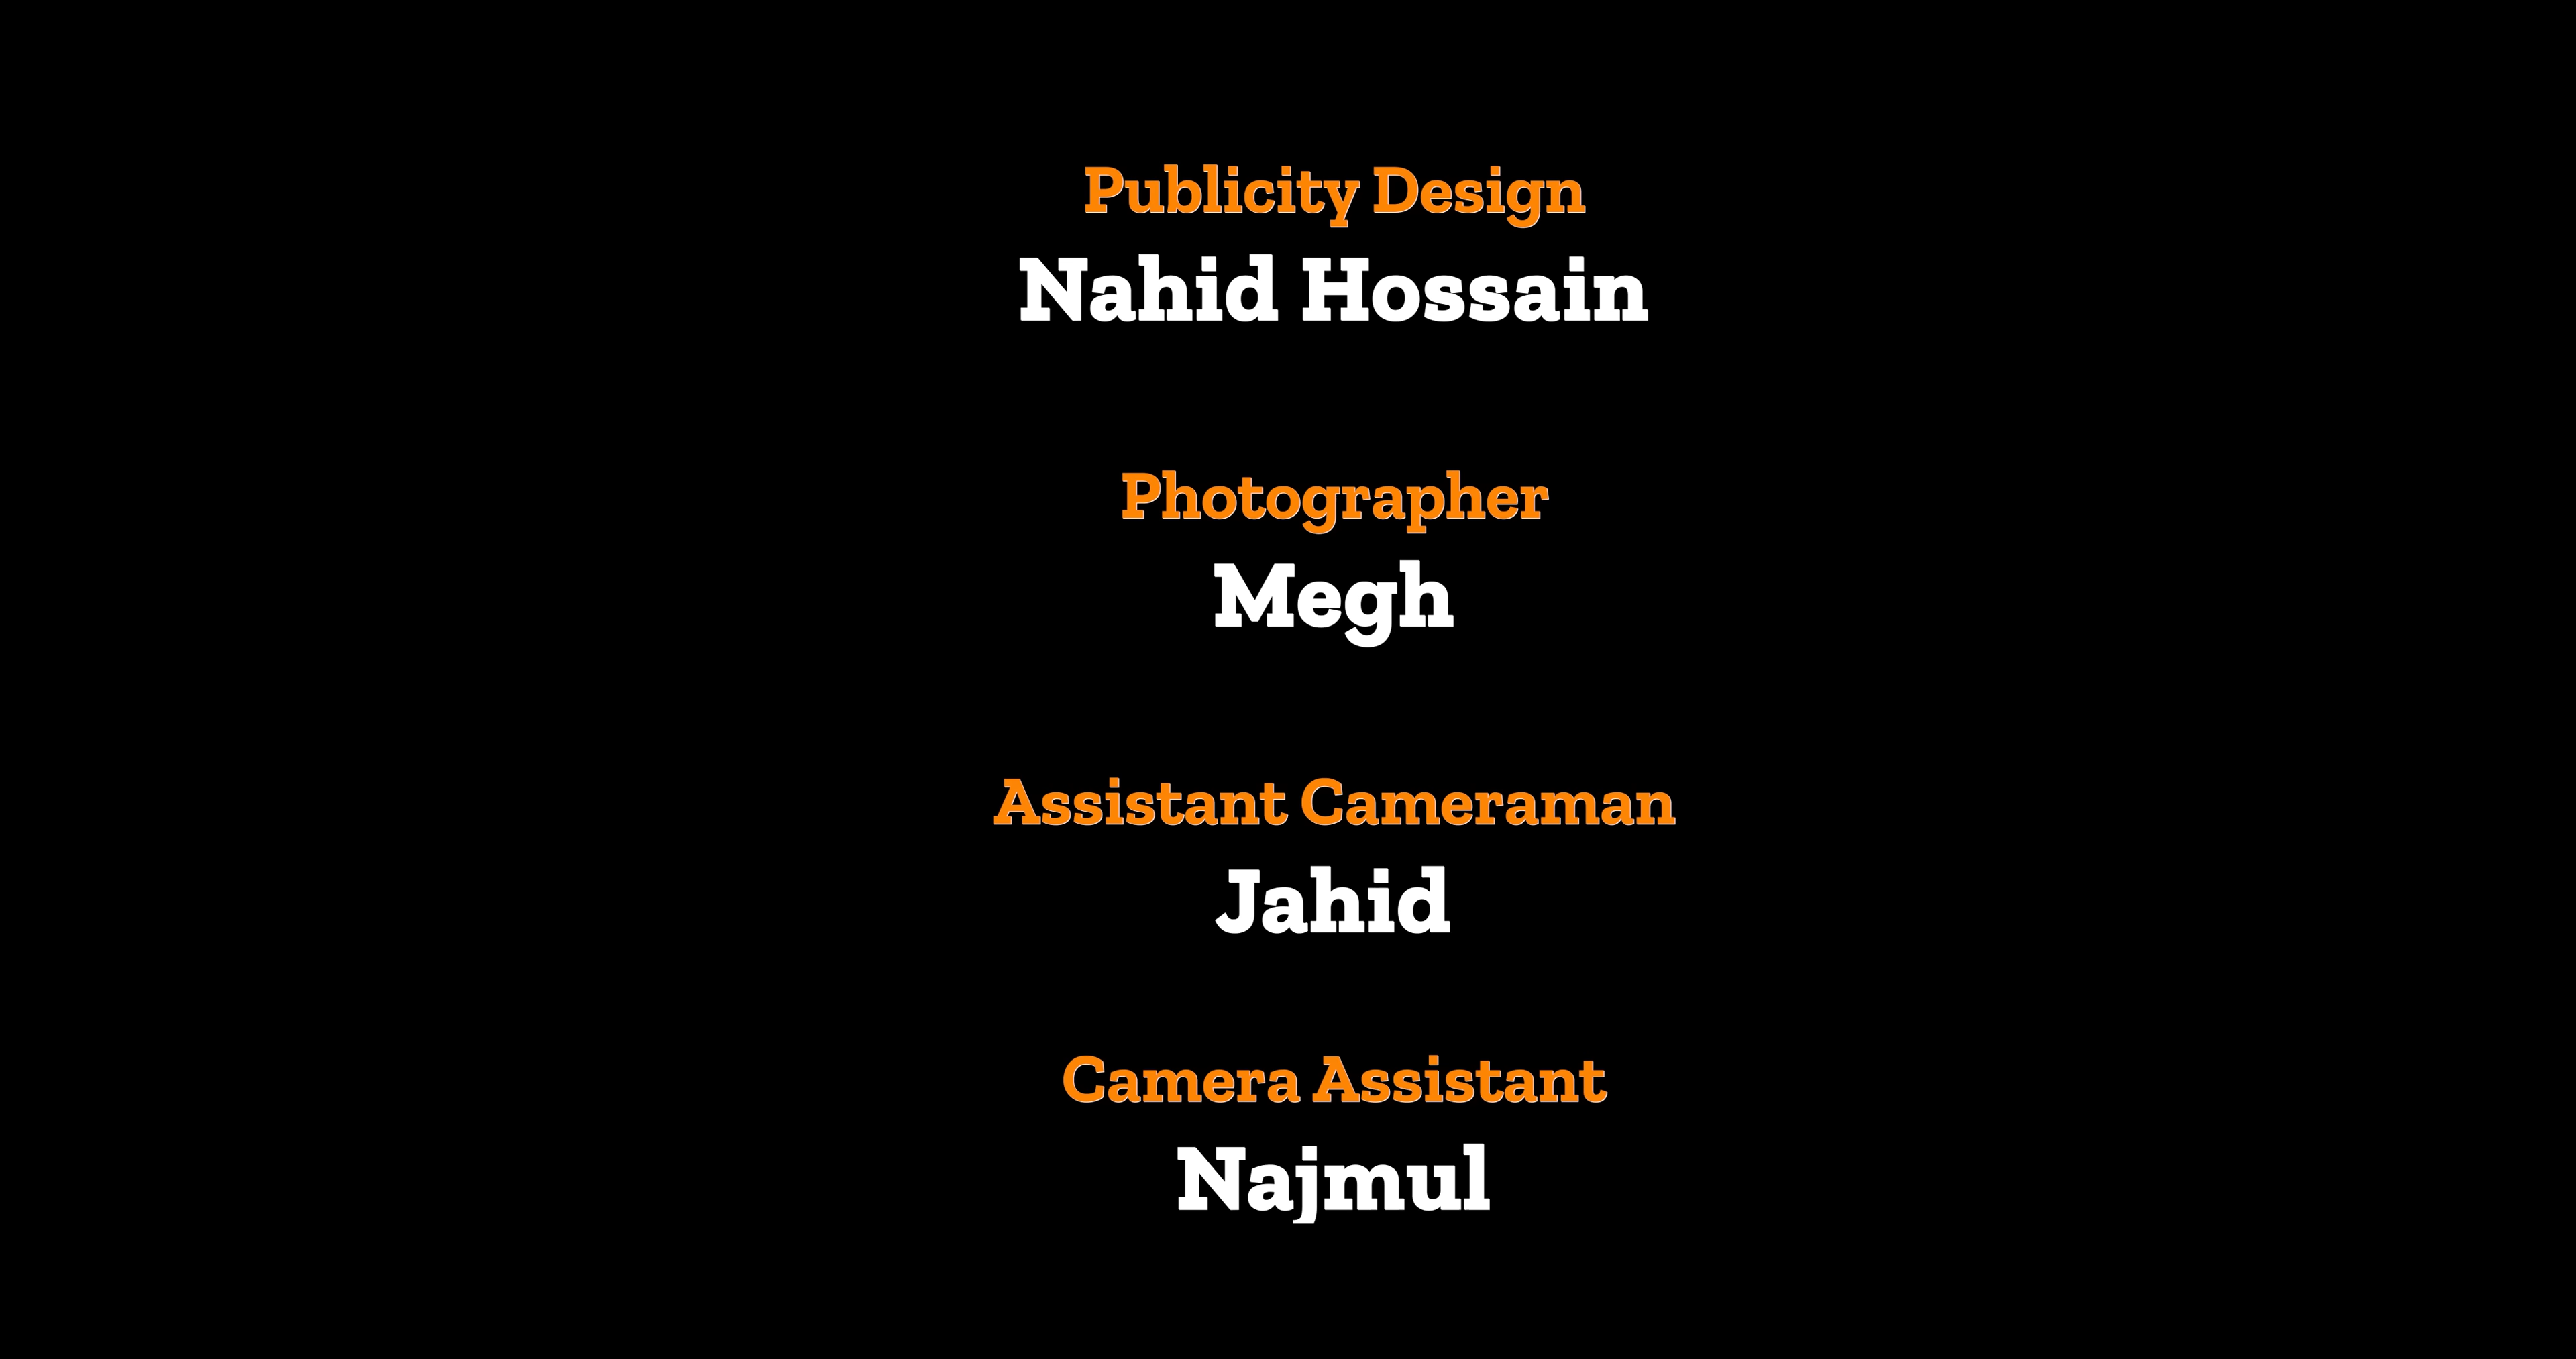 Publicity Design
Nahid Hossain
Photographer
Megh
Assistant Cameraman
Jahid
Camera Assistant
Najmul